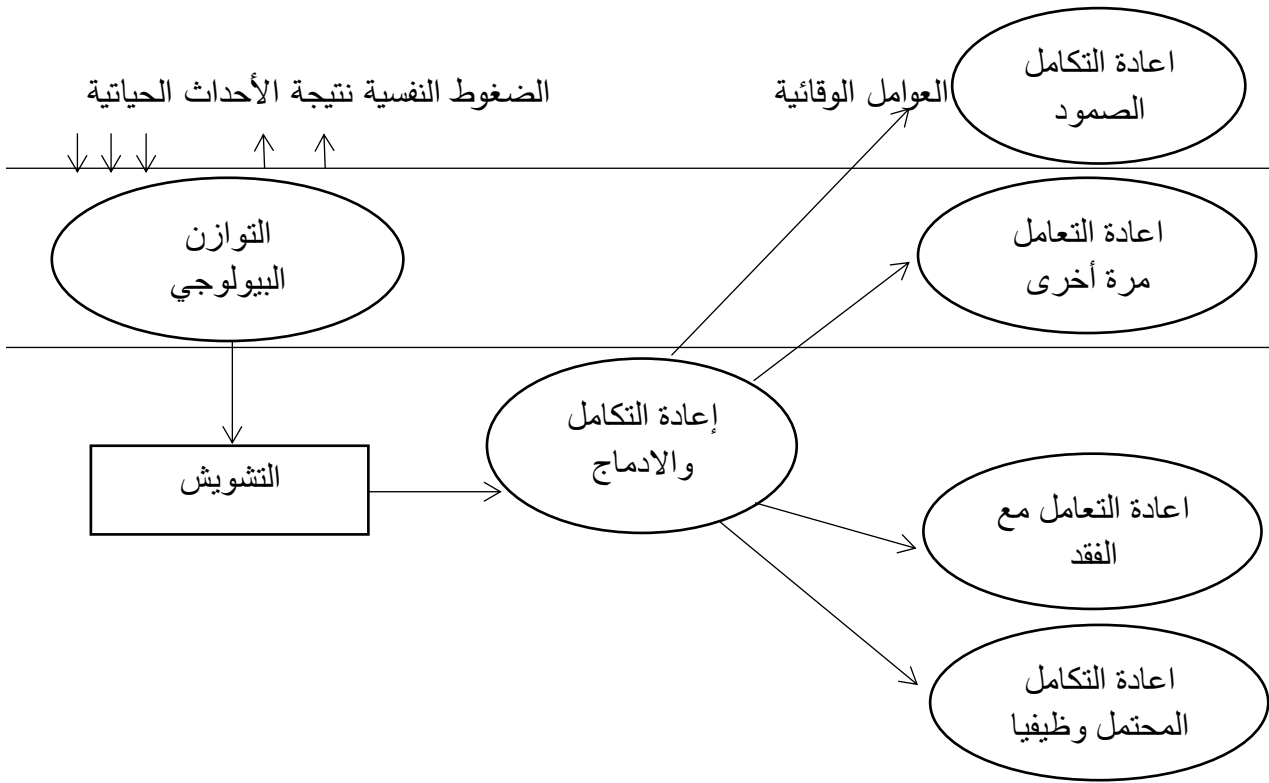 اعادة التكامل
الصمود
العوامل الوقائية
الضغوط النفسية نتيجة الأحداث الحياتية
اعادة التعامل
مرة أخرى
التوازن
البيولوجي
إعادة التكامل
والادماج
التشويش
اعادة التعامل مع
الفقد
اعادة التكامل
المحتمل وظيفيا